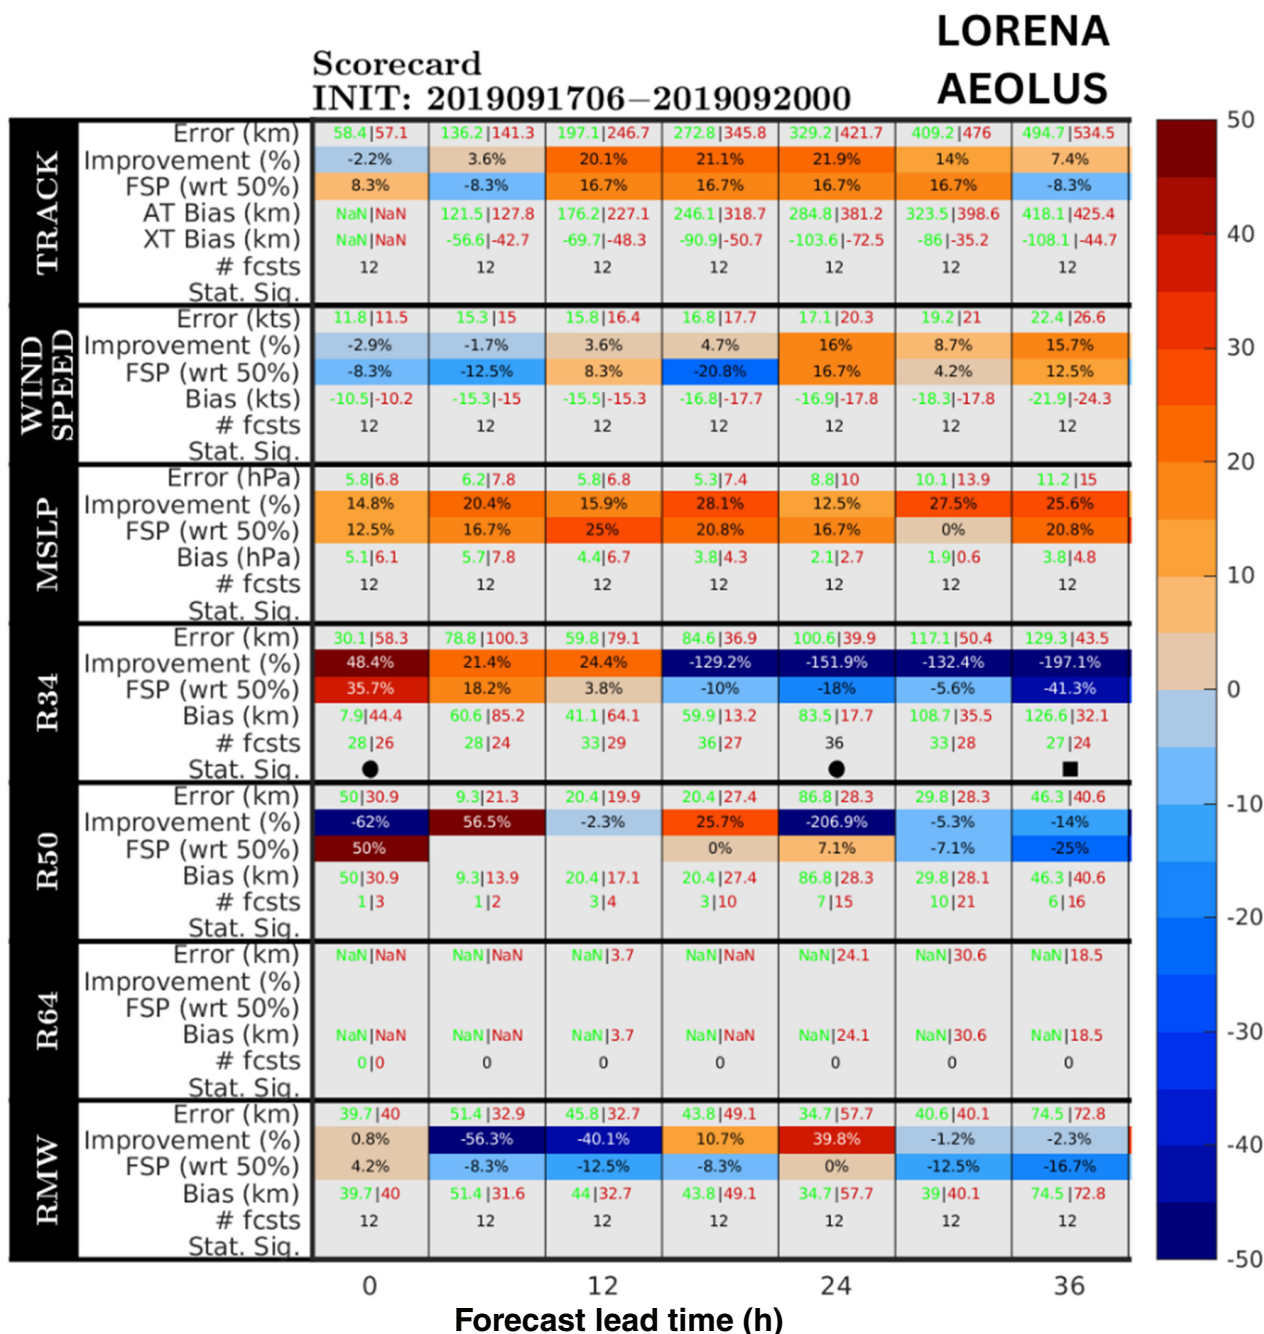 LORENA
AEOLUS
Scorecard
INIT: 2019091706−2019092000
TRACK
Error (km) 58.4|57.1 136.2|141.3 197.1|246.7 272.8|345.8 329.2|421.7 409.2|476 494.7|534.5
Improvement (%) -2.2% 3.6% 20.1% 21.1% 21.9% 14% 7.4%
FSP (wrt 50%) 8.3% -8.3% 16.7% 16.7% 16.7% 16.7% -8.3%
AT Bias (km) NaN|NaN 121.5|127.8 176.2|227.1 246.1|318.7 284.8|381.2 323.5|398.6 418.1|425.4
XT Bias (km) NaN|NaN -56.6|-42.7 -69.7|-48.3 -90.9|-50.7 -103.6|-72.5 -86|-35.2 -108.1|-44.7
# fcsts 12 12 12 12 12 12 12
Stat. Sig.
WIND SPEED
Error (kts) 11.8|11.5 15.3|15 15.8|16.4 16.8|17.7 17.1|20.3 19.2|21 22.4|26.6
Improvement (%) -2.9% -1.7% 3.6% 4.7% 16% 8.7% 15.7%
FSP (wrt 50%) -8.3% -12.5% 8.3% -20.8% 16.7% 4.2% 12.5%
Bias (kts) -10.5|-10.2 -15.3|-15 -15.5|-15.3 -16.8|-17.7 -16.9|-17.8 -18.3|-17.8 -21.9|-24.3
# fcsts 12 12 12 12 12 12 12
Stat. Sig.
MSLP
Error (hPa) 5.8|6.8 6.2|7.8 5.8|6.8 5.3|7.4 8.8|10 10.1|13.9 11.2|15
Improvement (%) 14.8% 20.4% 15.9% 28.1% 12.5% 27.5% 25.6%
FSP (wrt 50%) 12.5% 16.7% 25% 20.8% 16.7% 0% 20.8%
Bias (hPa) 5.1|6.1 5.7|7.8 4.4|6.7 3.8|4.3 2.1|2.7 1.9|0.6 3.8|4.8
# fcsts 12 12 12 12 12 12 12
Stat. Sig.
R34
Error (km) 30.1|58.3 78.8|100.3 59.8|79.1 84.6|36.9 100.6|39.9 117.1|50.4 129.3|43.5
Improvement (%) 48.4% 21.4% 24.4% -129.2% -151.9% -132.4% -197.1%
FSP (wrt 50%) 35.7% 18.2% 3.8% -10% -18% -5.6% -41.3%
Bias (km) 7.9|44.4 60.6|85.2 41.1|64.1 59.9|13.2 83.5|17.7 108.7|35.5 126.6|32.1
# fcsts 28|26 28|24 33|29 36|27 36 33|28 27|24
Stat. Sig.
R50
Error (km) 50|30.9 9.3|21.3 20.4|19.9 20.4|27.4 86.8|28.3 29.8|28.3 46.3|40.6
Improvement (%) -62% 56.5% -2.3% 25.7% -206.9% -5.3% -14%
FSP (wrt 50%) 50% 0% 7.1% -7.1% -25%
Bias (km) 50|30.9 9.3|13.9 20.4|17.1 20.4|27.4 86.8|28.3 29.8|28.1 46.3|40.6
# fcsts 1|3 1|2 3|4 3|10 7|15 10|21 6|16
Stat. Sig.
R64
Error (km) NaN|NaN NaN|NaN NaN|3.7 NaN|NaN NaN|24.1 NaN|30.6 NaN|18.5
Improvement (%)
FSP (wrt 50%)
Bias (km) NaN|NaN NaN|NaN NaN|3.7 NaN|NaN NaN|24.1 NaN|30.6 NaN|18.5
# fcsts 0|0 0 0 0 0 0 0
Stat. Sig.
RMW
Error (km) 39.7|40 51.4|32.9 45.8|32.7 43.8|49.1 34.7|57.7 40.6|40.1 74.5|72.8
Improvement (%) 0.8% -56.3% -40.1% 10.7% 39.8% -1.2% -2.3%
FSP (wrt 50%) 4.2% -8.3% -12.5% -8.3% 0% -12.5% -16.7%
Bias (km) 39.7|40 51.4|31.6 44|32.7 43.8|49.1 34.7|57.7 39|40.1 74.5|72.8
# fcsts 12 12 12 12 12 12 12
Stat. Sig.
0 12 24 36
Forecast lead time (h)
50
40
30
20
10
0
-10
-20
-30
-40
-50